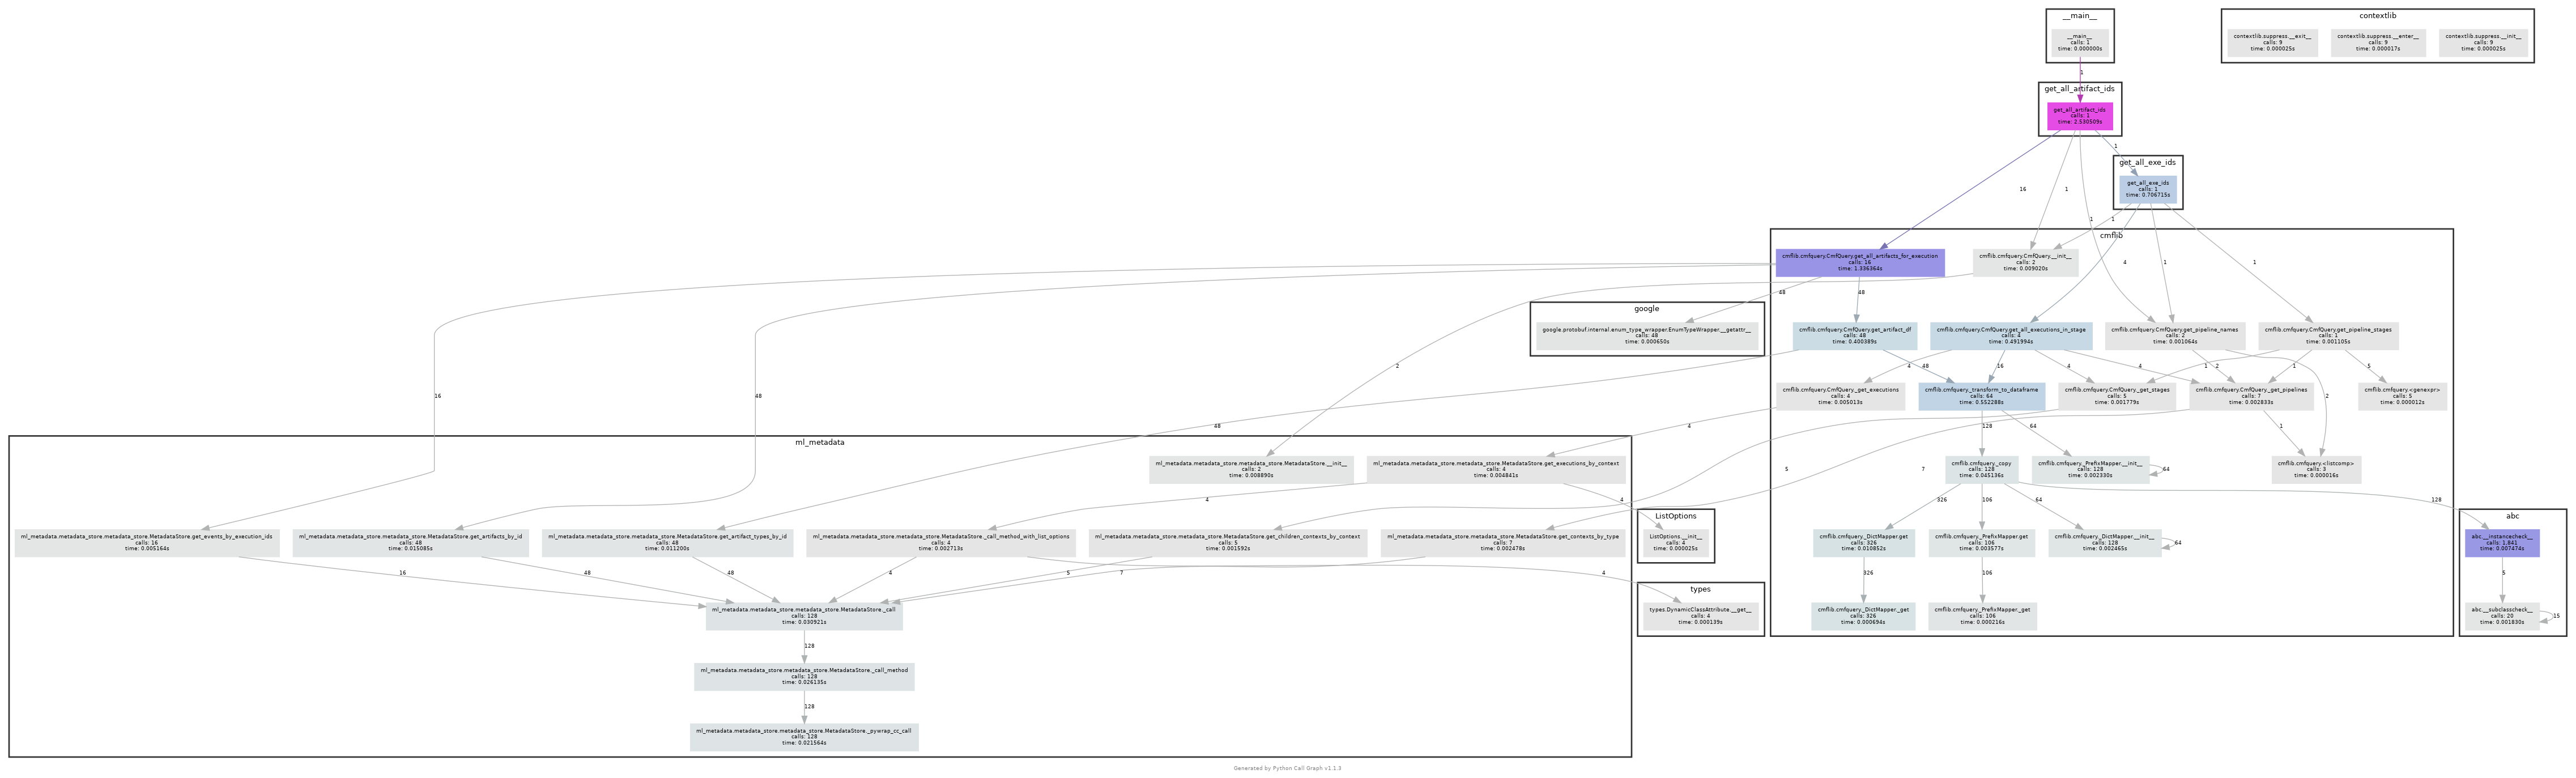 __main__
__main__
calls: 1
time: 0.000000s
contextlib
contextlib.suppress.__exit__
calls: 9
time: 0.000025s
contextlib.suppress.__enter__
calls: 9
time: 0.000017s
contextlib.suppress.__init__
calls: 9
time: 0.000025s
1
get_all_artifact_ids
get_all_artifact_ids
calls: 1
time: 2.530509s
1
get_all_exe_ids
get_all_exe_ids
calls: 1
time: 0.706715s
16
1
1
1
cmflib
cmflib.cmfquery.CmfQuery.get_all_artifacts_for_execution
calls: 16
time: 1.336364s
cmflib.cmfquery.CmfQuery.__init__
calls: 2
time: 0.009020s
4
1
1
48
48
google
google.protobuf.internal.enum_type_wrapper.EnumTypeWrapper.__getattr__
calls: 48
time: 0.000650s
cmflib.cmfquery.CmfQuery.get_artifact_df
calls: 48
time: 0.400389s
cmflib.cmfquery.CmfQuery.get_all_executions_in_stage
calls: 4
time: 0.491994s
cmflib.cmfquery.CmfQuery.get_pipeline_names
calls: 2
time: 0.001064s
cmflib.cmfquery.CmfQuery.get_pipeline_stages
calls: 1
time: 0.001105s
2
4
48
16
4
4
2
1
1
5
cmflib.cmfquery.CmfQuery._get_executions
calls: 4
time: 0.005013s
cmflib.cmfquery._transform_to_dataframe
calls: 64
time: 0.552288s
cmflib.cmfquery.CmfQuery._get_stages
calls: 5
time: 0.001779s
cmflib.cmfquery.CmfQuery._get_pipelines
calls: 7
time: 0.002833s
cmflib.cmfquery.<genexpr>
calls: 5
time: 0.000012s
16
48
2
48
4
128
64
1
ml_metadata
ml_metadata.metadata_store.metadata_store.MetadataStore.__init__
calls: 2
time: 0.008890s
ml_metadata.metadata_store.metadata_store.MetadataStore.get_executions_by_context
calls: 4
time: 0.004841s
5
7
cmflib.cmfquery._copy
calls: 128
time: 0.045136s
cmflib.cmfquery._PrefixMapper.__init__
calls: 128
time: 0.002330s
64
cmflib.cmfquery.<listcomp>
calls: 3
time: 0.000016s
4
4
326
106
64
128
ListOptions
ListOptions.__init__
calls: 4
time: 0.000025s
abc
abc.__instancecheck__
calls: 1,841
time: 0.007474s
ml_metadata.metadata_store.metadata_store.MetadataStore.get_events_by_execution_ids
calls: 16
time: 0.005164s
ml_metadata.metadata_store.metadata_store.MetadataStore.get_artifacts_by_id
calls: 48
time: 0.015085s
ml_metadata.metadata_store.metadata_store.MetadataStore.get_artifact_types_by_id
calls: 48
time: 0.011200s
ml_metadata.metadata_store.metadata_store.MetadataStore._call_method_with_list_options
calls: 4
time: 0.002713s
ml_metadata.metadata_store.metadata_store.MetadataStore.get_children_contexts_by_context
calls: 5
time: 0.001592s
ml_metadata.metadata_store.metadata_store.MetadataStore.get_contexts_by_type
calls: 7
time: 0.002478s
cmflib.cmfquery._DictMapper.get
calls: 326
time: 0.010852s
cmflib.cmfquery._PrefixMapper.get
calls: 106
time: 0.003577s
cmflib.cmfquery._DictMapper.__init__
calls: 128
time: 0.002465s
64
16
48
48
4
5
7
4
326
106
5
types
types.DynamicClassAttribute.__get__
calls: 4
time: 0.000139s
cmflib.cmfquery._DictMapper._get
calls: 326
time: 0.000694s
cmflib.cmfquery._PrefixMapper._get
calls: 106
time: 0.000216s
abc.__subclasscheck__
calls: 20
time: 0.001830s
15
ml_metadata.metadata_store.metadata_store.MetadataStore._call
calls: 128
time: 0.030921s
128
ml_metadata.metadata_store.metadata_store.MetadataStore._call_method
calls: 128
time: 0.026135s
128
ml_metadata.metadata_store.metadata_store.MetadataStore._pywrap_cc_call
calls: 128
time: 0.021564s
Generated by Python Call Graph v1.1.3